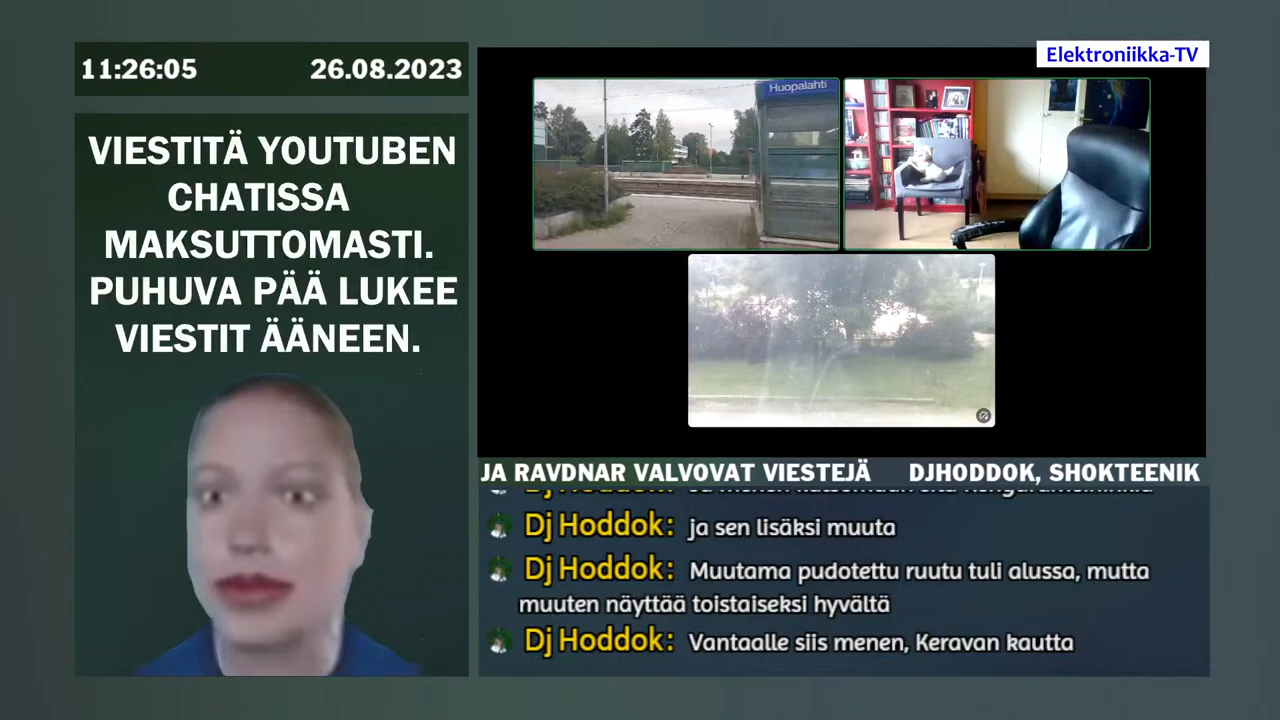 11:26:05
26.08.2023
VIESTITÄ YOUTUBEN
CHATISSA
MAKSUTTOMASTI.
PUHUVA PÄÄ LUKEE
VIESTIT ÄÄNEEN.
Elektroniikka-TV
Huopalahti
JA RAVDNAR VALVOVAT VIESTEJÄ DJHODDOK, SHOKTEENIK
Dj Hoddok:
Dj Hoddok: ja sen lisäksi muuta
Dj Hoddok: Muutama pudotettu ruutu tuli alussa, mutta
muuten näyttää toistaiseksi hyvältä
Dj Hoddok: Vantaalle siis menen, Keravan kautta